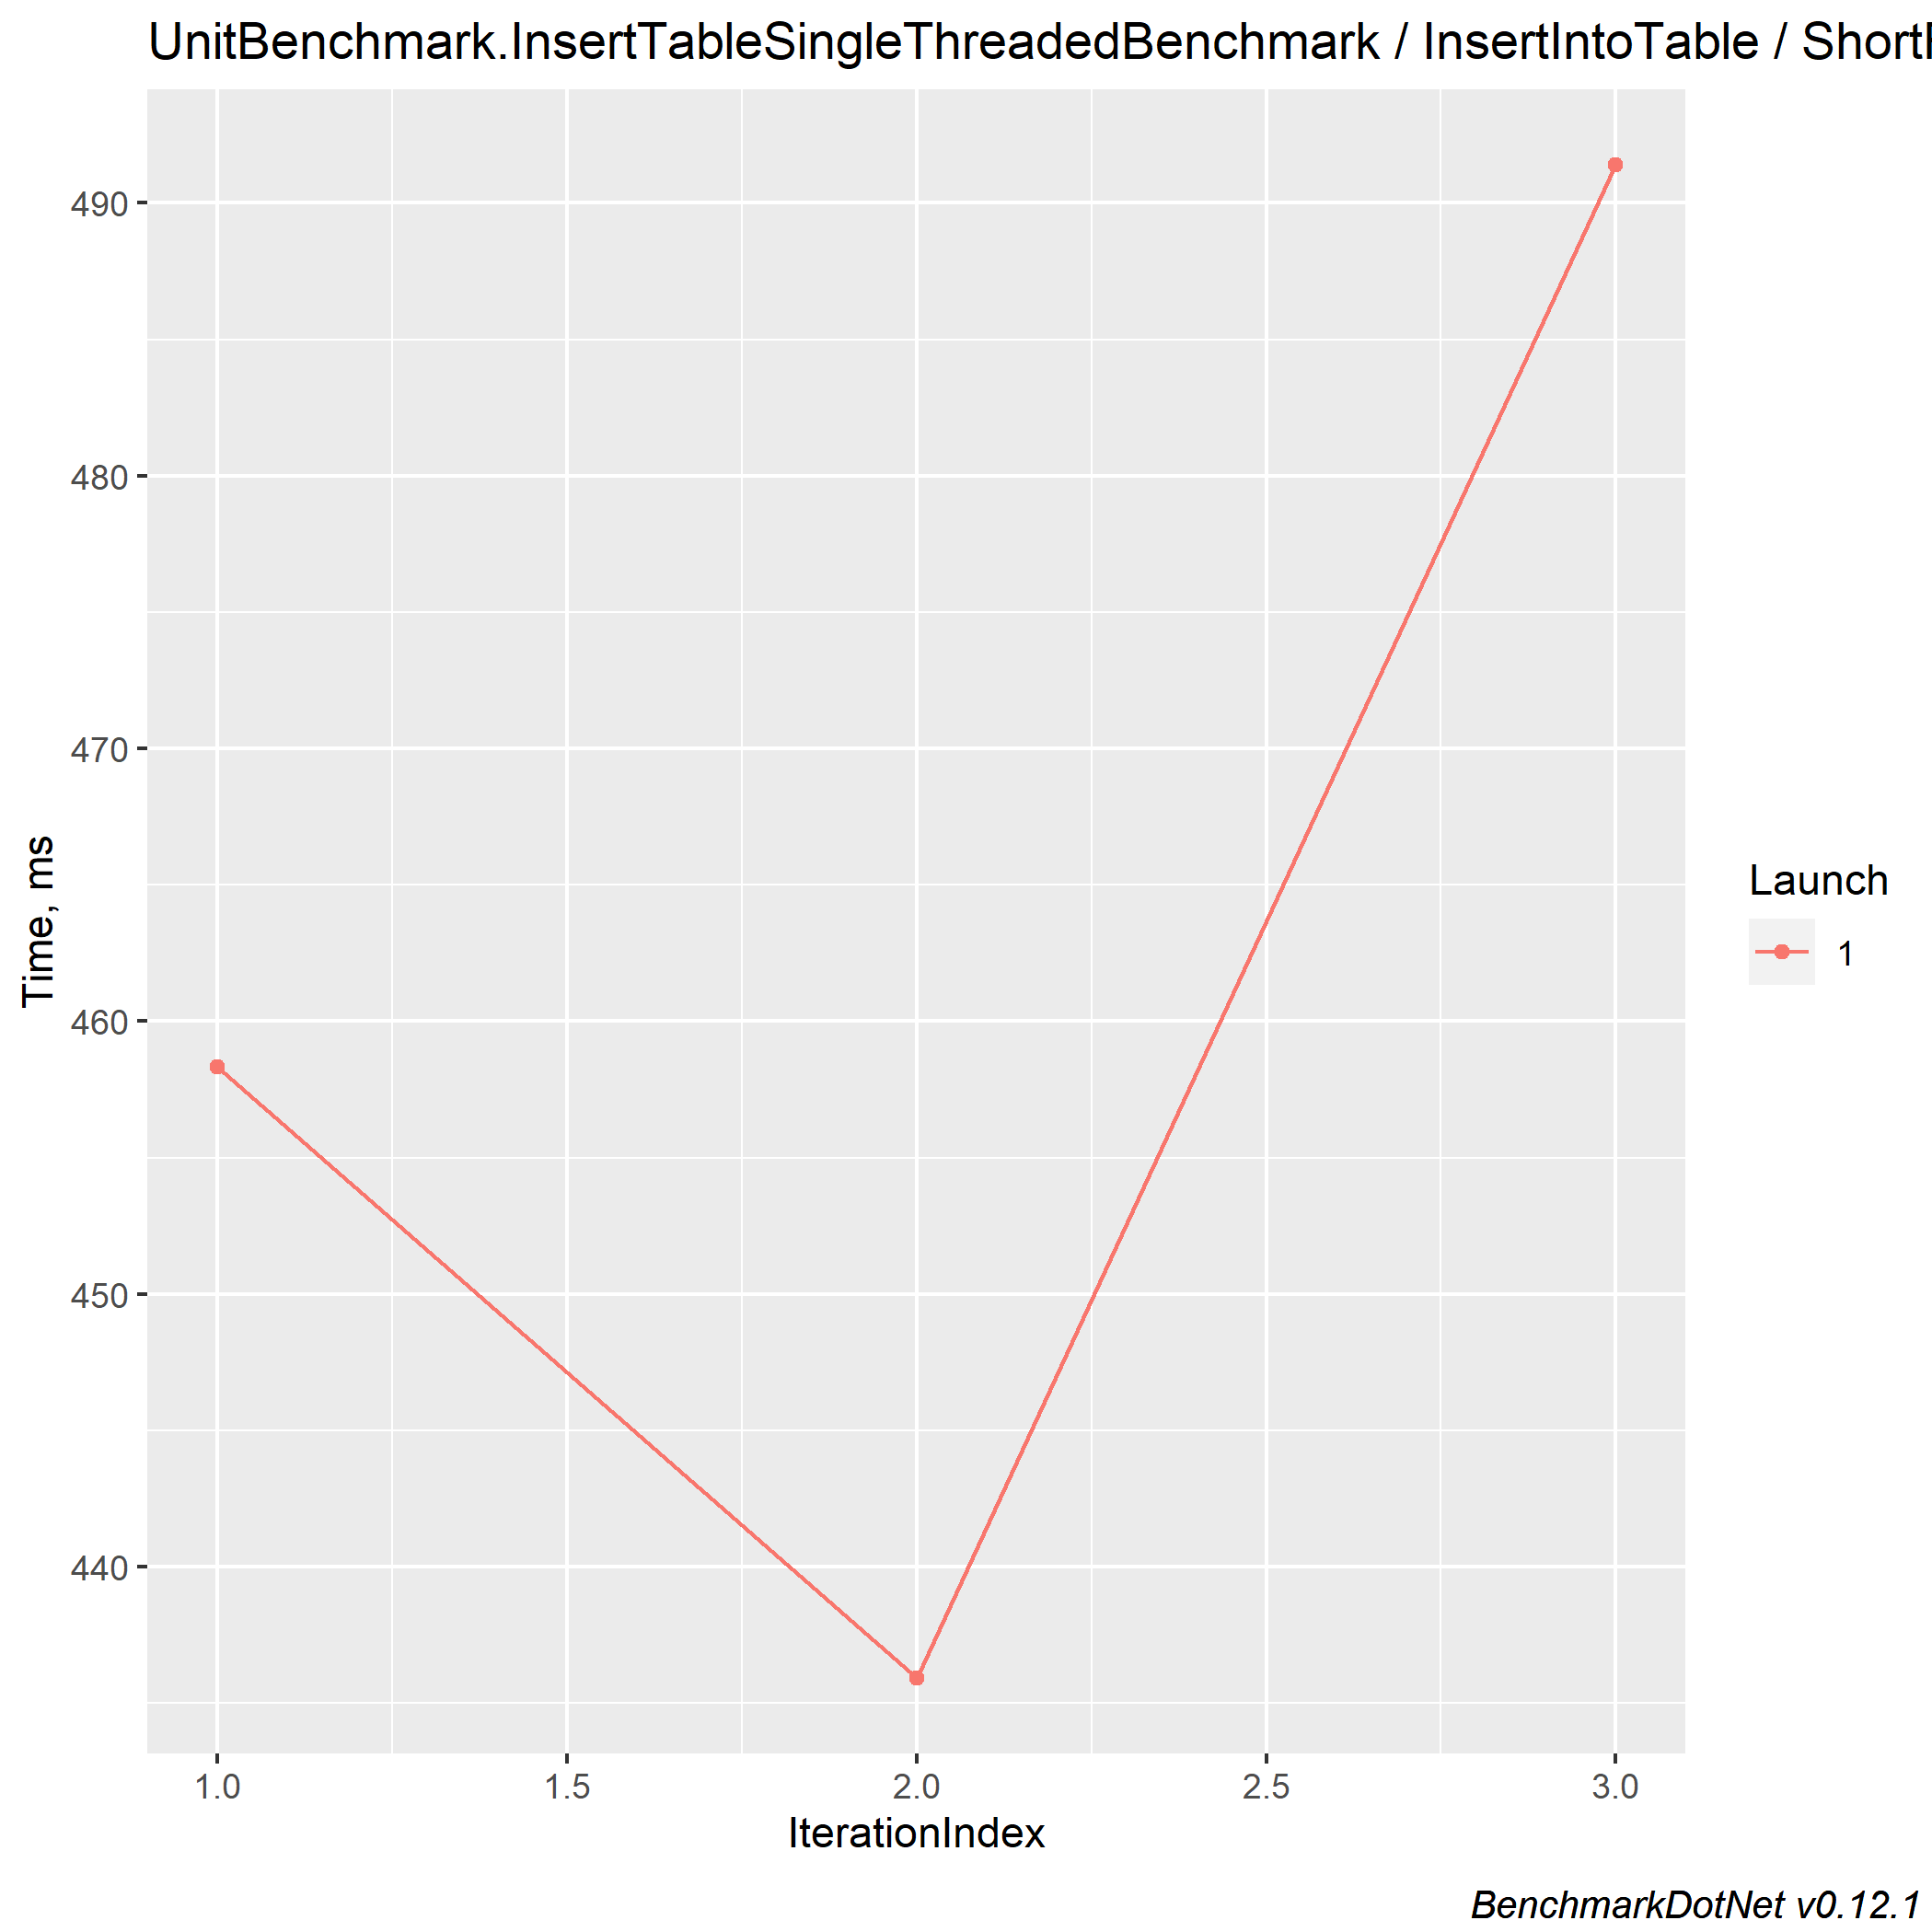 UnitBenchmark.InsertTableSingleThreadedBenchmark / InsertIntoTable /
490
480
470
460
450
440
Time, ms
1.0 1.5 2.0 2.5 3.0
IterationIndex
Launch
1
BenchmarkDotNet v0.12.1